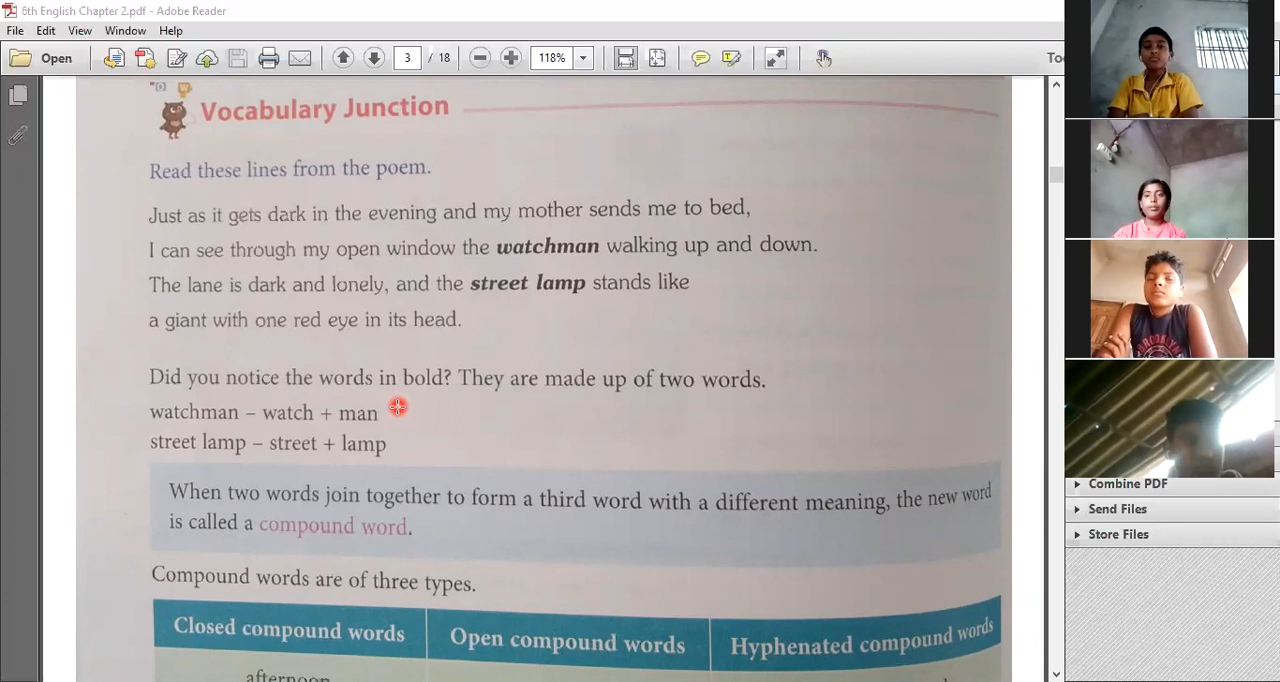 6th English Chapter 2.pdf - Adobe Reader
File Edit View Window Help
Open 3 / 18 118%
Vocabulary Junction
Read these lines from the poem.
Just as it gets dark in the evening and my mother sends me to bed,
I can see through my open window the watchman walking up and down.
The lane is dark and lonely, and the street lamp stands like
a giant with one red eye in its head.
Did you notice the words in bold? They are made up of two words.
watchman – watch + man
street lamp – street + lamp
When two words join together to form a third word with a different meaning, the new word
is called a compound word.
Compound words are of three types.
Closed compound words Open compound words Hyphenated compound words
afternoon
Combine PDF
Send Files
Store Files